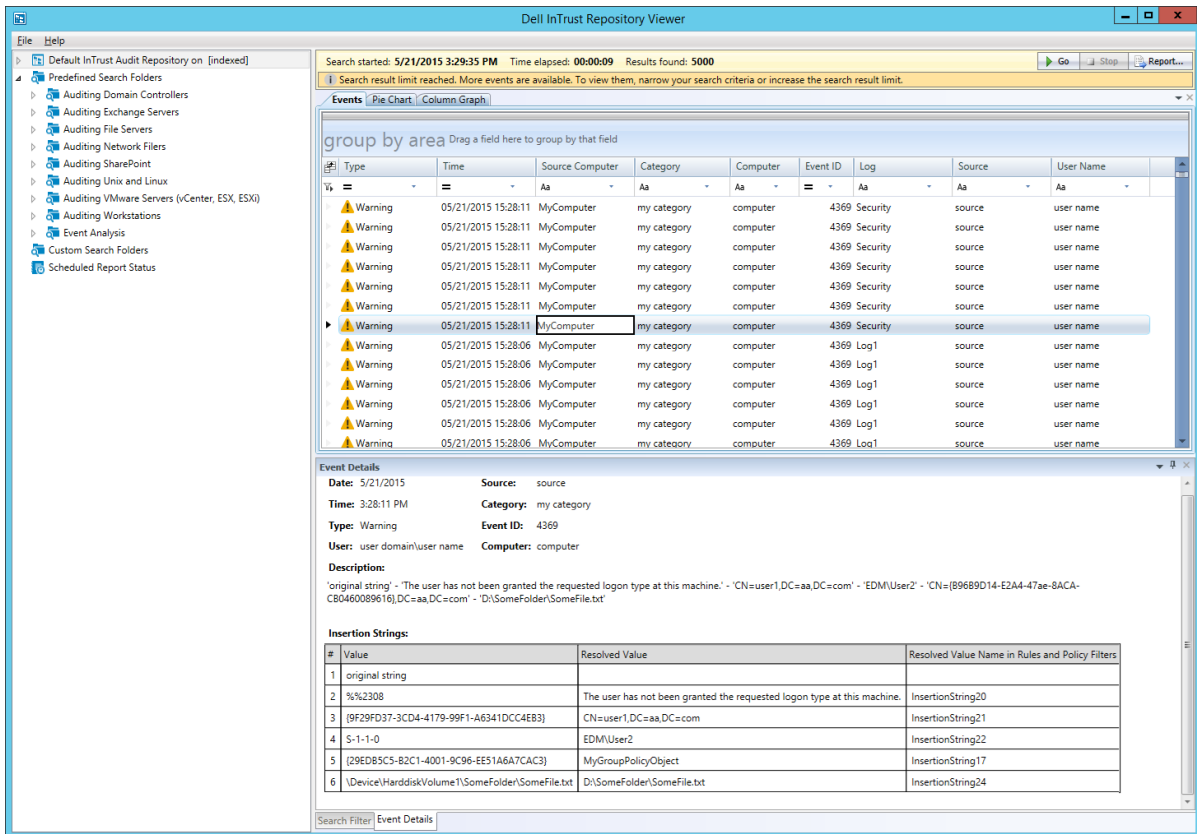 Dell InTrust Repository Viewer
File Help
Default InTrust Audit Repository on [indexed]
Predefined Search Folders
Auditing Domain Controllers
Auditing Exchange Servers
Auditing File Servers
Auditing Network Filers
Auditing SharePoint
Auditing Unix and Linux
Auditing VMware Servers (vCenter, ESX, ESXi)
Auditing Workstations
Event Analysis
Custom Search Folders
Scheduled Report Status
Search started: 5/21/2015 3:29:35 PM Time elapsed: 00:00:09 Results found: 5000
Go Stop Report...
Search result limit reached. More events are available. To view them, narrow your search criteria or increase the search result limit.
Events Pie Chart Column Graph
group by area Drag a field here to group by that field
Type Time Source Computer Category Computer Event ID Log Source User Name
= = Aa Aa Aa = Aa Aa Aa
Warning 05/21/2015 15:28:11 MyComputer my category computer 4369 Security source user name
Warning 05/21/2015 15:28:11 MyComputer my category computer 4369 Security source user name
Warning 05/21/2015 15:28:11 MyComputer my category computer 4369 Security source user name
Warning 05/21/2015 15:28:11 MyComputer my category computer 4369 Security source user name
Warning 05/21/2015 15:28:11 MyComputer my category computer 4369 Security source user name
Warning 05/21/2015 15:28:11 MyComputer my category computer 4369 Security source user name
Warning 05/21/2015 15:28:11 MyComputer my category computer 4369 Security source user name
Warning 05/21/2015 15:28:06 MyComputer my category computer 4369 Log1 source user name
Warning 05/21/2015 15:28:06 MyComputer my category computer 4369 Log1 source user name
Warning 05/21/2015 15:28:06 MyComputer my category computer 4369 Log1 source user name
Warning 05/21/2015 15:28:06 MyComputer my category computer 4369 Log1 source user name
Warning 05/21/2015 15:28:06 MyComputer my category computer 4369 Log1 source user name
Warning 05/21/2015 15:28:06 MyComputer my category computer 4369 Log1 source user name
Event Details
Date: 5/21/2015 Source: source
Time: 3:28:11 PM Category: my category
Type: Warning Event ID: 4369
User: user domain\user name Computer: computer
Description:
'original string' - 'The user has not been granted the requested logon type at this machine.' - 'CN=user1,DC=aa,DC=com' - 'EDM\User2' - 'CN={B96B9D14-E2A4-47ae-8ACA-
CB0460089616},DC=aa,DC=com' - 'D:\SomeFolder\SomeFile.txt'
Insertion Strings:
# Value Resolved Value Resolved Value Name in Rules and Policy Filters
1 original string
2 %%2308 The user has not been granted the requested logon type at this machine. InsertionString20
3 {9F29FD37-3CD4-4179-99F1-A6341DCC4EB3} CN=user1,DC=aa,DC=com InsertionString21
4 S-1-1-0 EDM\User2 InsertionString22
5 {29EDB5C5-B2C1-4001-9C96-EE51A6A7CAC3} MyGroupPolicyObject InsertionString17
6 \Device\HarddiskVolume1\SomeFolder\SomeFile.txt D:\SomeFolder\SomeFile.txt InsertionString24
Search Filter Event Details